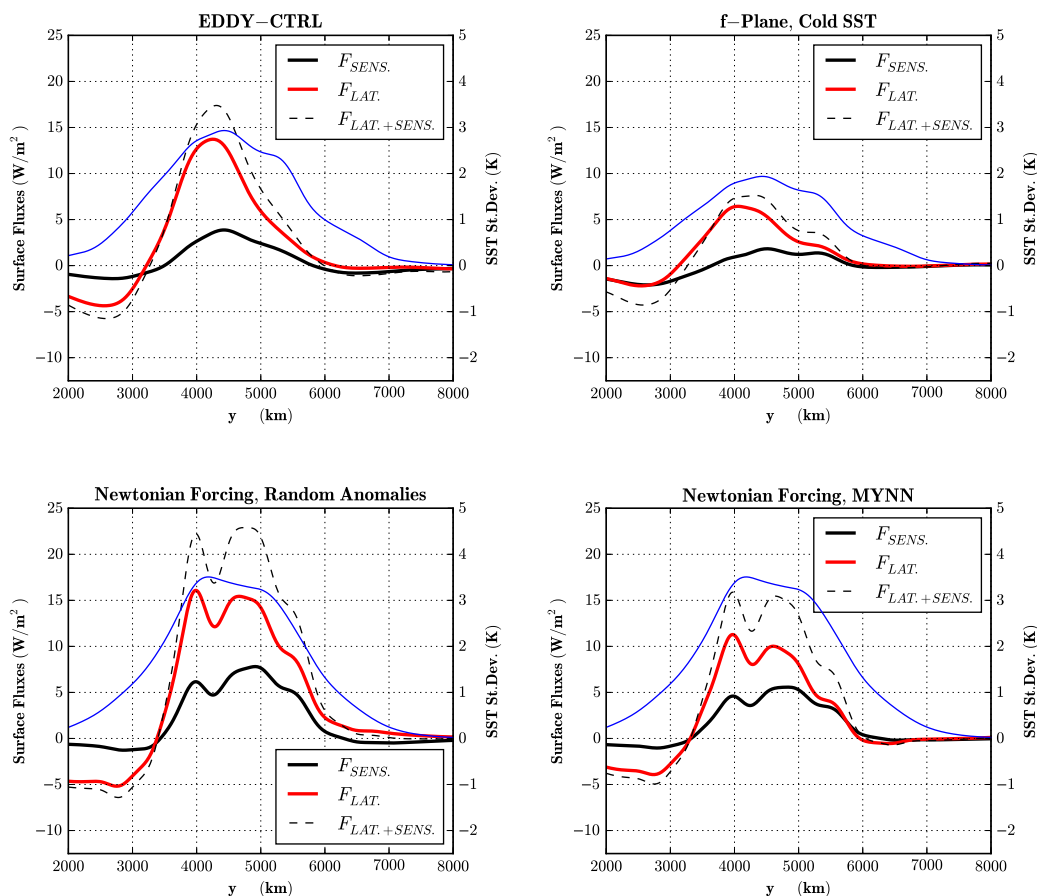 EDDY−CTRL
25
20
15
10
5
0
−5
−10
Surface Fluxes (W/m² )
5
4
3
2
1
0
−1
−2
SST St.Dev. (K)
F_SENS.
F_LAT.
F_LAT.+SENS.
2000 3000 4000 5000 6000 7000 8000
y (km)
f−Plane, Cold SST
25
20
15
10
5
0
−5
−10
Surface Fluxes (W/m² )
5
4
3
2
1
0
−1
−2
SST St.Dev. (K)
F_SENS.
F_LAT.
F_LAT.+SENS.
2000 3000 4000 5000 6000 7000 8000
y (km)
Newtonian Forcing, Random Anomalies
25
20
15
10
5
0
−5
−10
Surface Fluxes (W/m² )
5
4
3
2
1
0
−1
−2
SST St.Dev. (K)
F_SENS.
F_LAT.
F_LAT.+SENS.
2000 3000 4000 5000 6000 7000 8000
y (km)
Newtonian Forcing, MYNN
25
20
15
10
5
0
−5
−10
Surface Fluxes (W/m² )
5
4
3
2
1
0
−1
−2
SST St.Dev. (K)
F_SENS.
F_LAT.
F_LAT.+SENS.
2000 3000 4000 5000 6000 7000 8000
y (km)